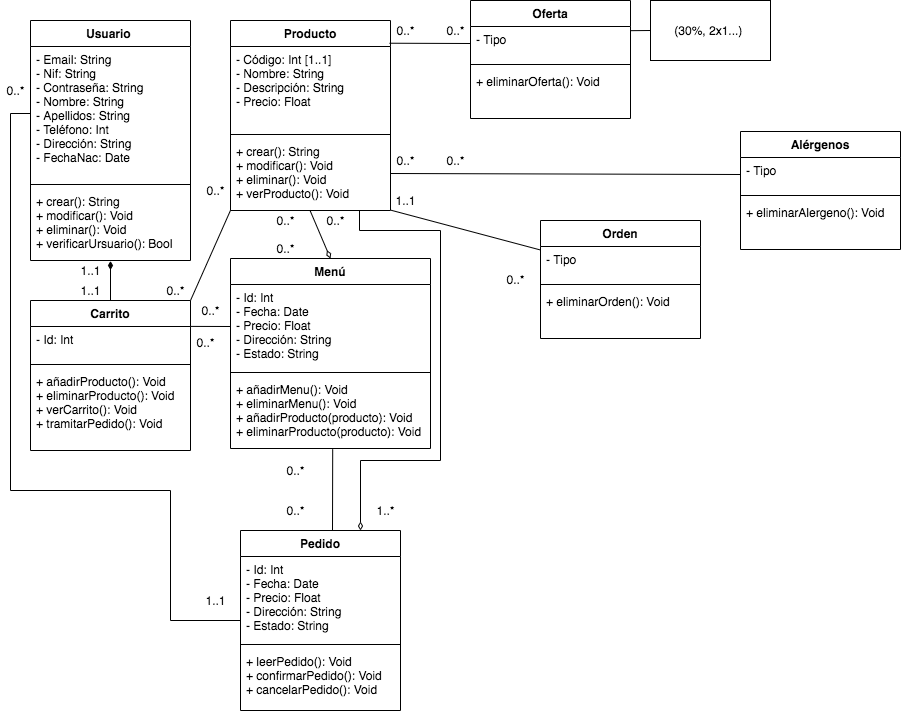 Usuario
- Email: String
- Nif: String
- Contraseña: String
- Nombre: String
- Apellidos: String
- Teléfono: Int
- Dirección: String
- FechaNac: Date
+ crear(): String
+ modificar(): Void
+ eliminar(): Void
+ verificarUrsuario(): Bool
0..*
1..1
1..1
Producto
- Código: Int [1..1]
- Nombre: String
- Descripción: String
- Precio: Float
+ crear(): String
+ modificar(): Void
+ eliminar(): Void
+ verProducto(): Void
0..*
0..*
Oferta
- Tipo
+ eliminarOferta(): Void
(30%, 2x1...)
0..*
0..*
Alérgenos
- Tipo
+ eliminarAlergeno(): Void
1..1
0..*
Orden
- Tipo
+ eliminarOrden(): Void
0..*
0..*
0..*
0..*
0..*
Carrito
- Id: Int
+ añadirProducto(): Void
+ eliminarProducto(): Void
+ verCarrito(): Void
+ tramitarPedido(): Void
0..*
0..*
Menú
- Id: Int
- Fecha: Date
- Precio: Float
- Dirección: String
- Estado: String
+ añadirMenu(): Void
+ eliminarMenu(): Void
+ añadirProducto(producto): Void
+ eliminarProducto(producto): Void
0..*
0..*
1..*
1..1
Pedido
- Id: Int
- Fecha: Date
- Precio: Float
- Dirección: String
- Estado: String
+ leerPedido(): Void
+ confirmarPedido(): Void
+ cancelarPedido(): Void